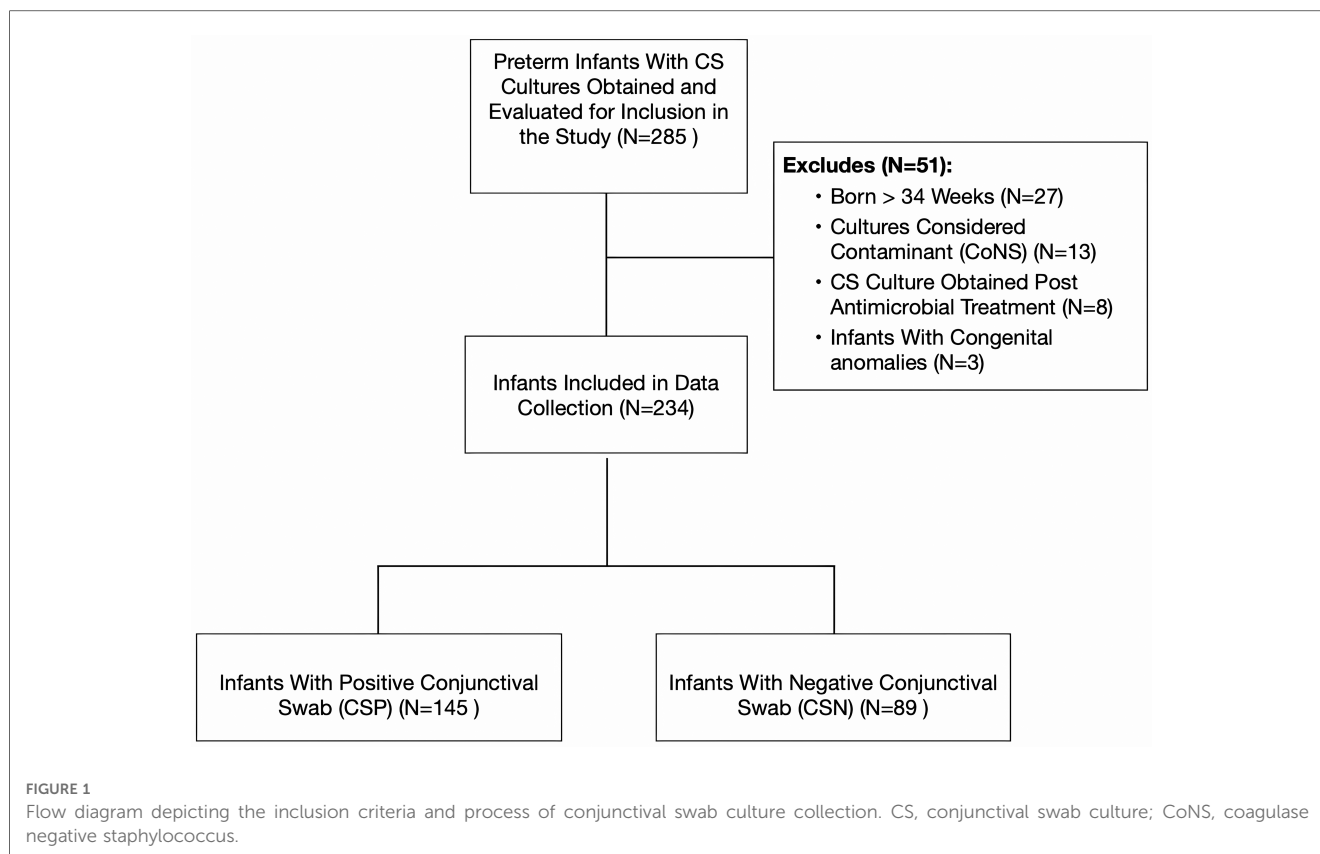 Preterm Infants With CS
Cultures Obtained and
Evaluated for Inclusion in
the Study (N=285 )
Excludes (N=51):
• Born > 34 Weeks (N=27)
• Cultures Considered
Contaminant (CoNS) (N=13)
• CS Culture Obtained Post
Antimicrobial Treatment (N=8)
• Infants With Congenital
anomalies (N=3)
Infants Included in Data
Collection (N=234)
Infants With Positive Conjunctival
Swab (CSP) (N=145 )
Infants With Negative Conjunctival
Swab (CSN) (N=89 )
FIGURE 1
Flow diagram depicting the inclusion criteria and process of conjunctival swab culture collection. CS, conjunctival swab culture; CoNS, coagulase
negative staphylococcus.